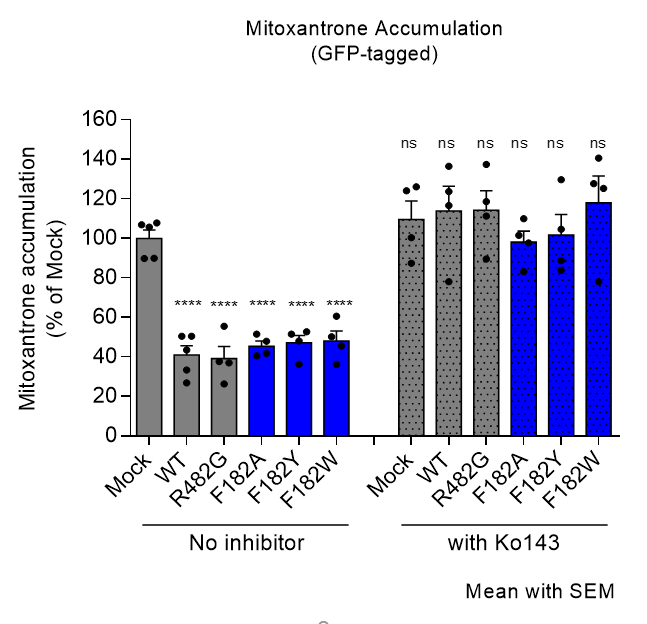 Mitoxantrone Accumulation
(GFP-tagged)
Mitoxantrone accumulation
(% of Mock)
160
140
120
100
80
60
40
20
0
**** **** **** **** ****
ns ns ns ns ns ns
Mock WT R482G F182A F182Y F182W
Mock WT R482G F182A F182Y F182W
No inhibitor
with Ko143
Mean with SEM